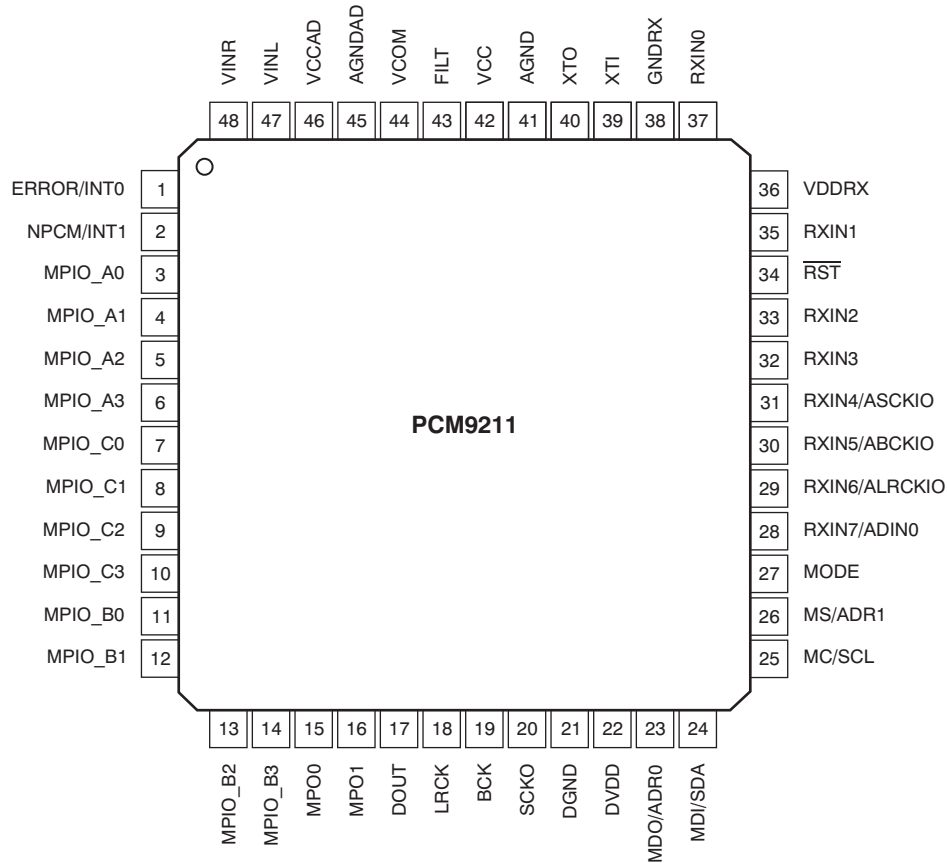 VINR
VINL
VCCAD
AGNDAD
VCOM
FILT
VCC
AGND
XTO
XTI
GNDRX
RXIN0
48 47 46 45 44 43 42 41 40 39 38 37
ERROR/INT0 1
NPCM/INT1 2
MPIO_A0 3
MPIO_A1 4
MPIO_A2 5
MPIO_A3 6
MPIO_C0 7
MPIO_C1 8
MPIO_C2 9
MPIO_C3 10
MPIO_B0 11
MPIO_B1 12
PCM9211
36 VDDRX
35 RXIN1
34 R̅S̅T̅
33 RXIN2
32 RXIN3
31 RXIN4/ASCKIO
30 RXIN5/ABCKIO
29 RXIN6/ALRCKIO
28 RXIN7/ADIN0
27 MODE
26 MS/ADR1
25 MC/SCL
13 14 15 16 17 18 19 20 21 22 23 24
MPIO_B2
MPIO_B3
MPO0
MPO1
DOUT
LRCK
BCK
SCKO
DGND
DVDD
MDO/ADR0
MDI/SDA